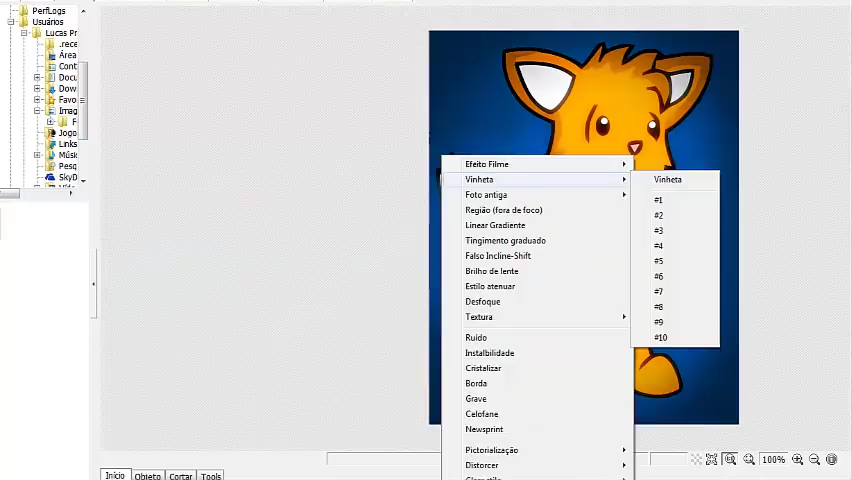 PerfLogs
Usuários
Lucas Pr
.rece
Área
Cont
Docu
Dow
Favo
Imag
F
Jogo
Links
Músic
Pesq
SkyD
Efeito Filme
Vinheta
Foto antiga
Região (fora de foco)
Linear Gradiente
Tingimento graduado
Falso Incline-Shift
Brilho de lente
Estilo atenuar
Desfoque
Textura
Ruído
Instalbilidade
Cristalizar
Borda
Grave
Celofane
Newsprint
Pictorialização
Distorcer
Vinheta
#1
#2
#3
#4
#5
#6
#7
#8
#9
#10
100%
Início Objeto Cortar Tools